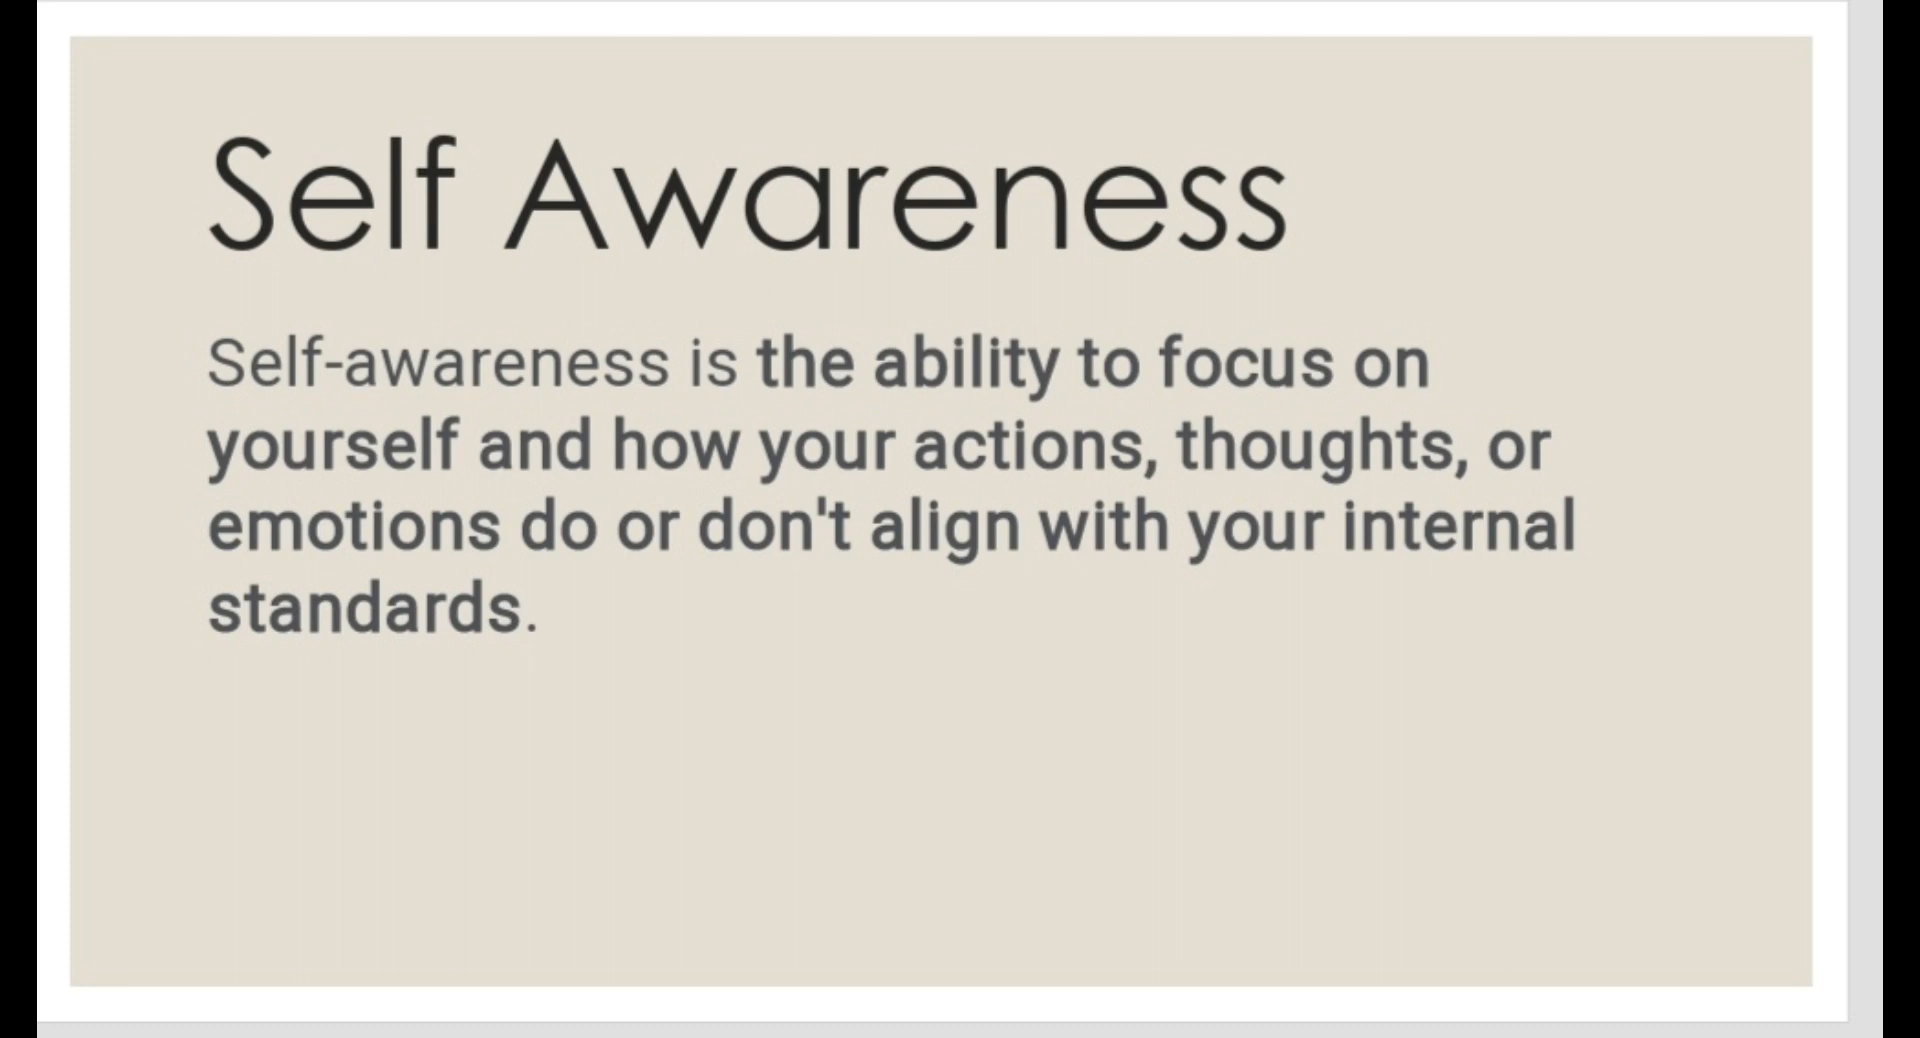 Self Awareness
Self-awareness is the ability to focus on
yourself and how your actions, thoughts, or
emotions do or don't align with your internal
standards.